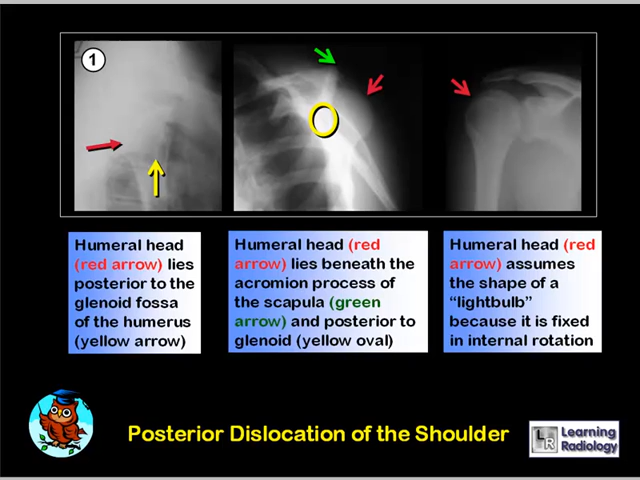 1
Humeral head
(red arrow) lies
posterior to the
glenoid fossa
of the humerus
(yellow arrow)
Humeral head (red
arrow) lies beneath the
acromion process of
the scapula (green
arrow) and posterior to
glenoid (yellow oval)
Humeral head (red
arrow) assumes
the shape of a
“lightbulb”
because it is fixed
in internal rotation
Posterior Dislocation of the Shoulder
LR
Learning
Radiology